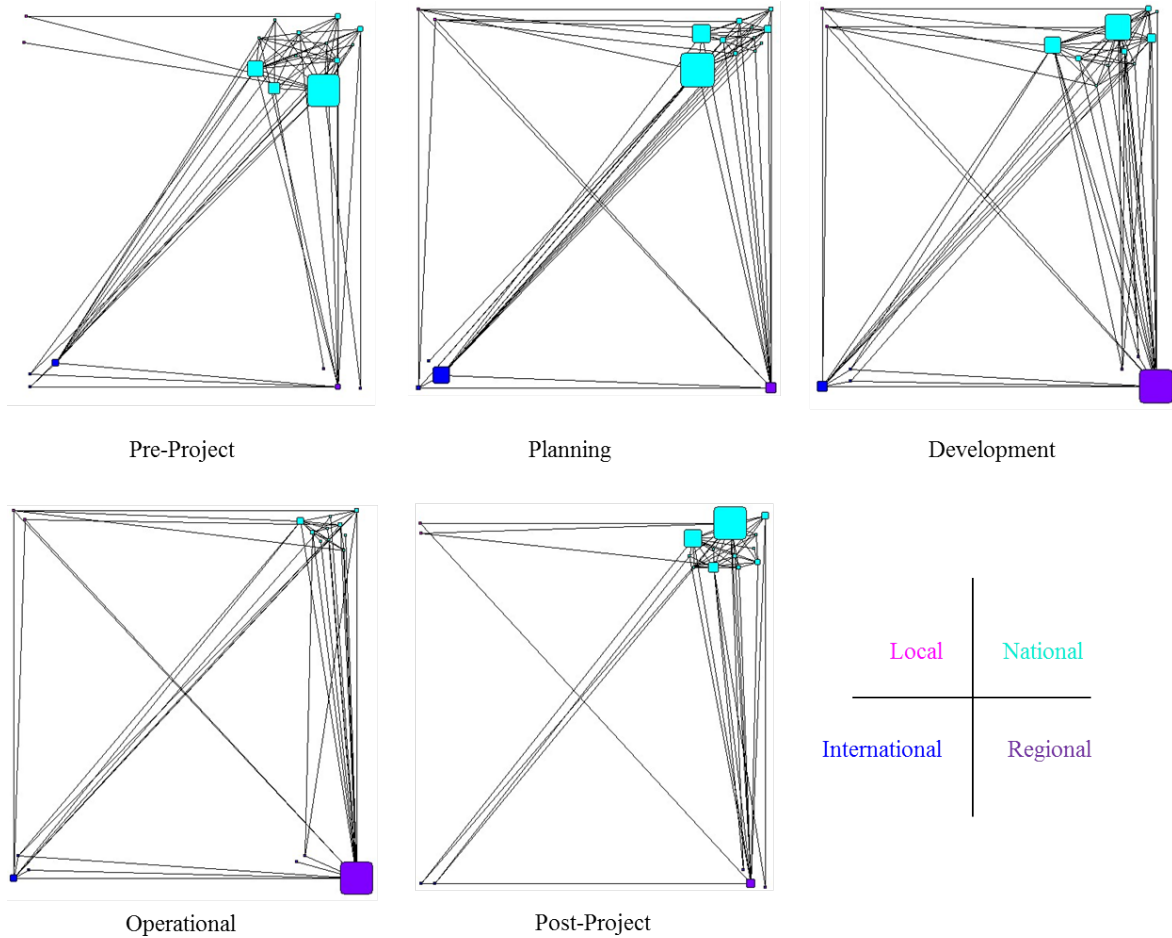 Pre-Project
Planning
Development
Local
National
International
Regional
Operational
Post-Project